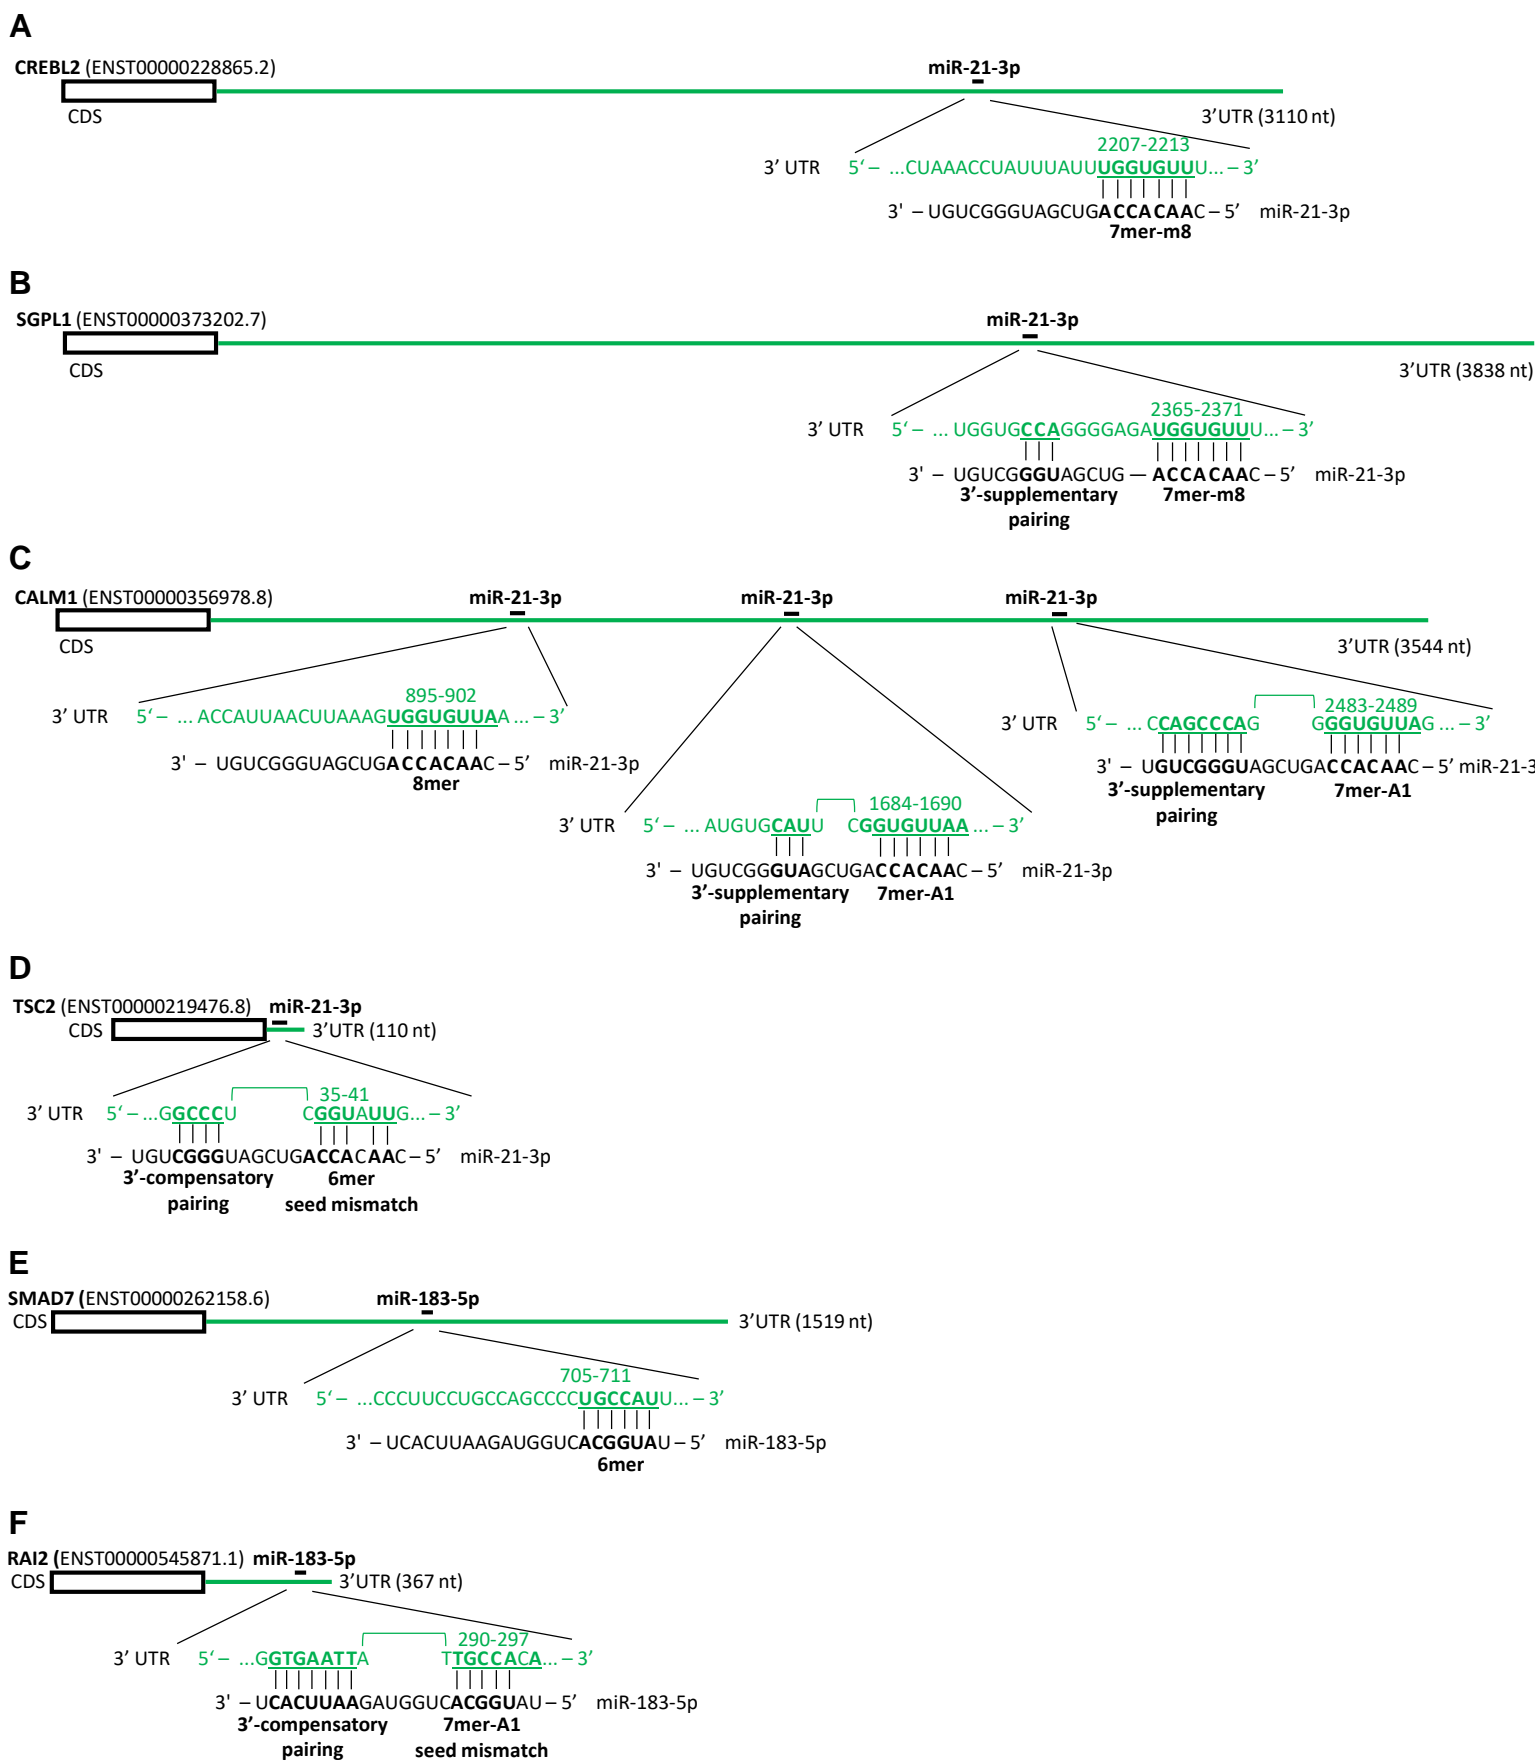 A
CREBL2 (ENST00000228865.2)
miR-21-3p
CDS
3’UTR (3110 nt)
2207-2213
3’ UTR 5‘ – ...CUAAACCUAUUUAUUUGGUGUUU... – 3’
3' – UGUCGGGUAGCUGACCACAAC – 5’ miR-21-3p
7mer-m8
B
SGPL1 (ENST00000373202.7)
miR-21-3p
CDS
3’UTR (3838 nt)
2365-2371
3’ UTR 5‘ – ... UGGUGCCAGGGGAGAUGGUGUUU... – 3’
3' – UGUCGGGUAGCUG — ACCACAAC – 5’ miR-21-3p
3’-supplementary 7mer-m8
pairing
C
CALM1 (ENST00000356978.8)
miR-21-3p miR-21-3p miR-21-3p
CDS
3’UTR (3544 nt)
895-902
3’ UTR 5‘ – ... ACCAUUAACUUAAAGUGGUGUUAA ... – 3’
3' – UGUCGGGUAGCUGACCACAAC – 5’ miR-21-3p
8mer
2483-2489
3’ UTR 5‘ – ... CCAGCCCAG GGGUGUUAG ... – 3’
3' – UGUCGGGUAGCUGACCACAAC – 5’ miR-21-3
3’-supplementary 7mer-A1
pairing
1684-1690
3’ UTR 5‘ – ... AUGUGCAUU CGGUGUUAA ... – 3’
3' – UGUCGGGUAGCUGACCACAAC – 5’ miR-21-3p
3’-supplementary 7mer-A1
pairing
D
TSC2 (ENST00000219476.8) miR-21-3p
CDS 3’UTR (110 nt)
35-41
3’ UTR 5‘ – ...GGCCCU CGGUAUUG... – 3’
3' – UGUCGGGUAGCUGACCACAAC – 5’ miR-21-3p
3’-compensatory 6mer
pairing seed mismatch
E
SMAD7 (ENST00000262158.6) miR-183-5p
CDS 3’UTR (1519 nt)
705-711
3’ UTR 5‘ – ...CCCUUCCUGCCAGCCCCUGCCAUU... – 3’
3' – UCACUUAAGAUGGUCACGGUAU – 5’ miR-183-5p
6mer
F
RAI2 (ENST00000545871.1) miR-183-5p
CDS 3’UTR (367 nt)
290-297
3’ UTR 5‘ – ...GGTGAATTA TTGCCACA... – 3’
3' – UCACUUAAGAUGGUCACGGUAU – 5’ miR-183-5p
3’-compensatory 7mer-A1
pairing seed mismatch